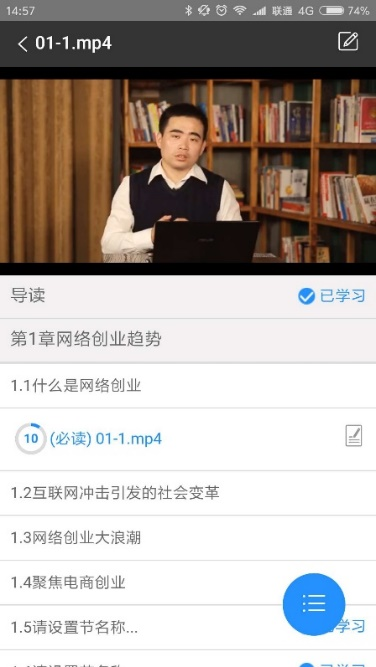 14:57 联通 4G 74%
01-1.mp4
导读 已学习
第1章网络创业趋势
1.1什么是网络创业
10 (必读) 01-1.mp4
1.2互联网冲击引发的社会变革
1.3网络创业大浪潮
1.4聚焦电商创业
1.5请设置节名称... 学习